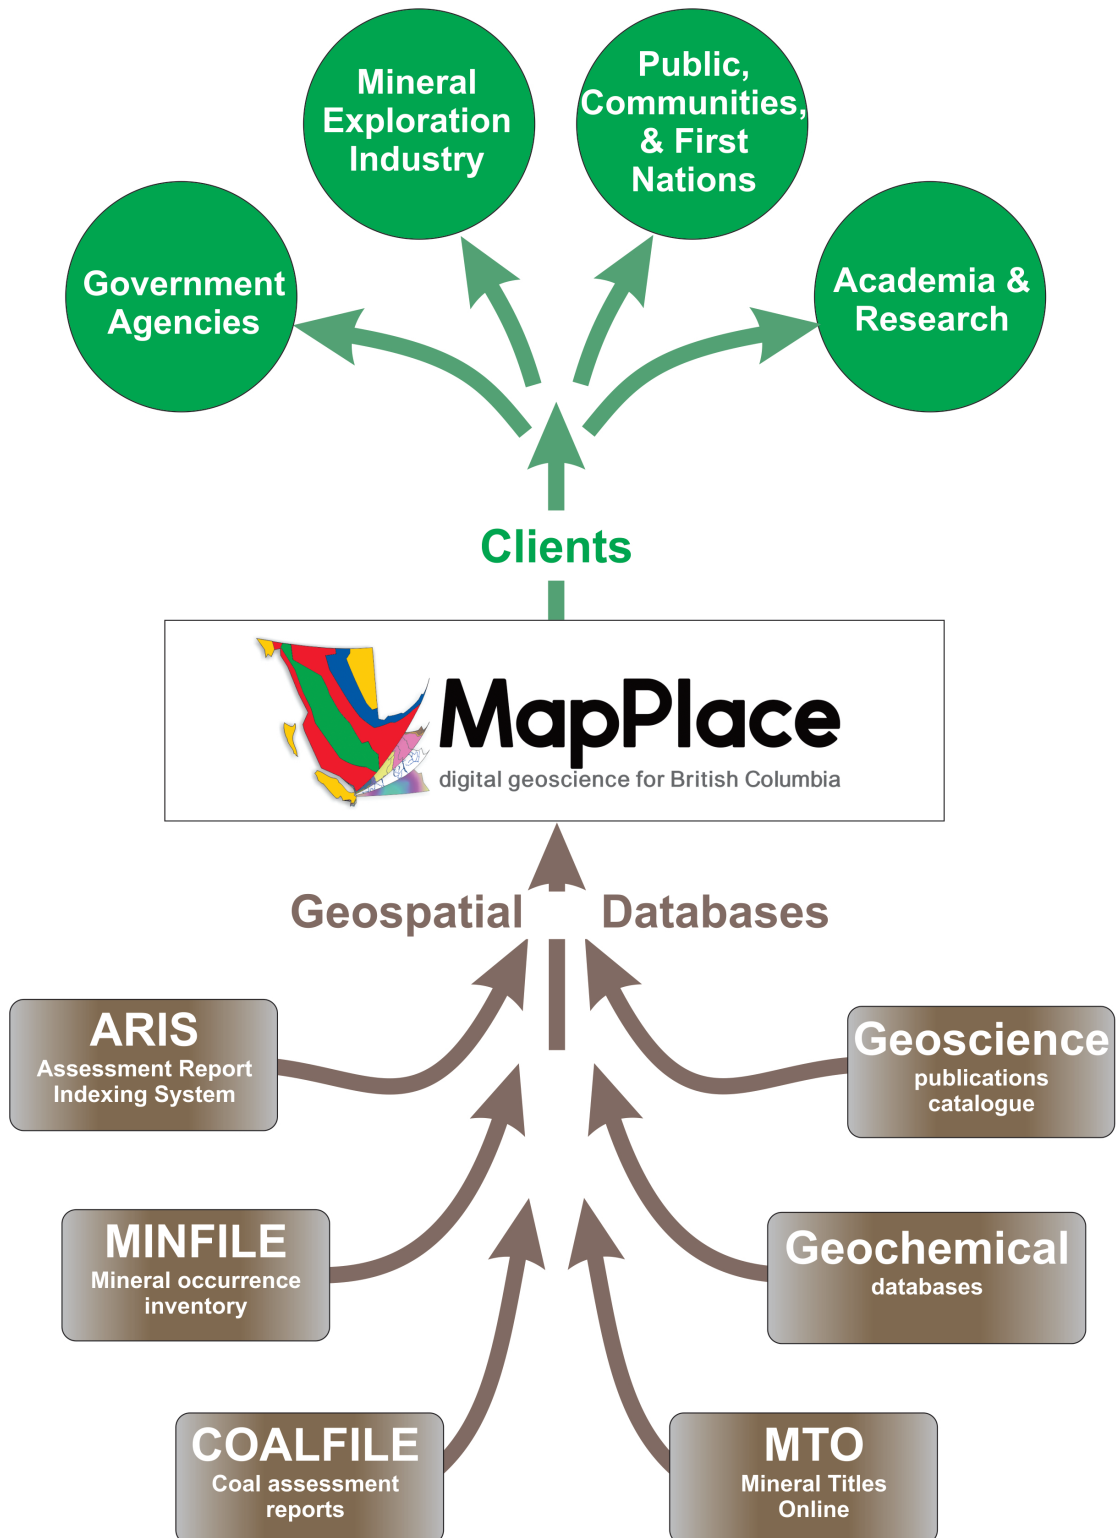 Mineral
Exploration
Industry
Public,
Communities,
& First
Nations
Government
Agencies
Academia &
Research
Clients
MapPlace
digital geoscience for British Columbia
Geospatial Databases
ARIS
Assessment Report
Indexing System
Geoscience
publications
catalogue
MINFILE
Mineral occurrence
inventory
Geochemical
databases
COALFILE
Coal assessment
reports
MTO
Mineral Titles
Online